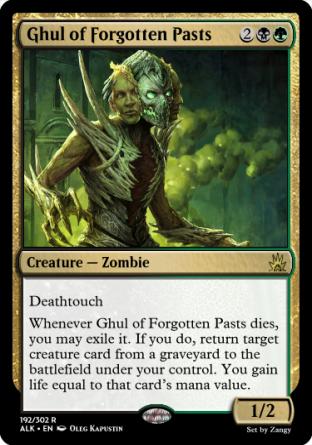 Ghul of Forgotten Pasts 2
Creature — Zombie
Deathtouch
Whenever Ghul of Forgotten Pasts dies,
you may exile it. If you do, return target
creature card from a graveyard to the
battlefield under your control. You gain
life equal to that card's mana value.
1/2
192/302 R
ALK • EN Oleg Kapustin
Set by Zangy